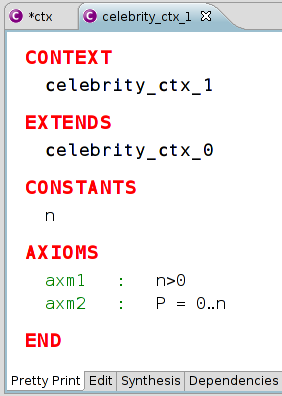 *ctx celebrity_ctx_1
CONTEXT
celebrity_ctx_1
EXTENDS
celebrity_ctx_0
CONSTANTS
n
AXIOMS
axm1 : n>0
axm2 : P = 0‥n
END
Pretty Print Edit Synthesis Dependencies